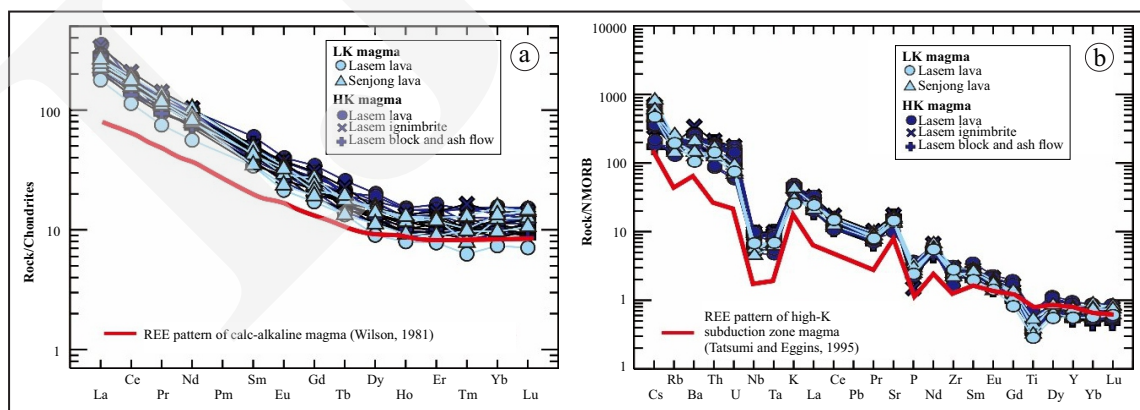 a
Rock/Chondrites
100
10
1
LK magma
Lasem lava
Senjong lava
HK magma
Lasem lava
Lasem ignimbrite
Lasem block and ash flow
REE pattern of calc-alkaline magma (Wilson, 1981)
Ce Nd Sm Gd Dy Er Yb
La Pr Pm Eu Tb Ho Tm Lu
b
Rock/NMORB
10000
1000
100
10
1
1
LK magma
Lasem lava
Senjong lava
HK magma
Lasem lava
Lasem ignimbrite
Lasem block and ash flow
REE pattern of high-K
subduction zone magma
(Tatsumi and Eggins, 1995)
Rb Th Nb K Ce Pr P Zr Eu Ti Y Lu
Cs Ba U Ta La Pb Sr Nd Sm Gd Dy Yb